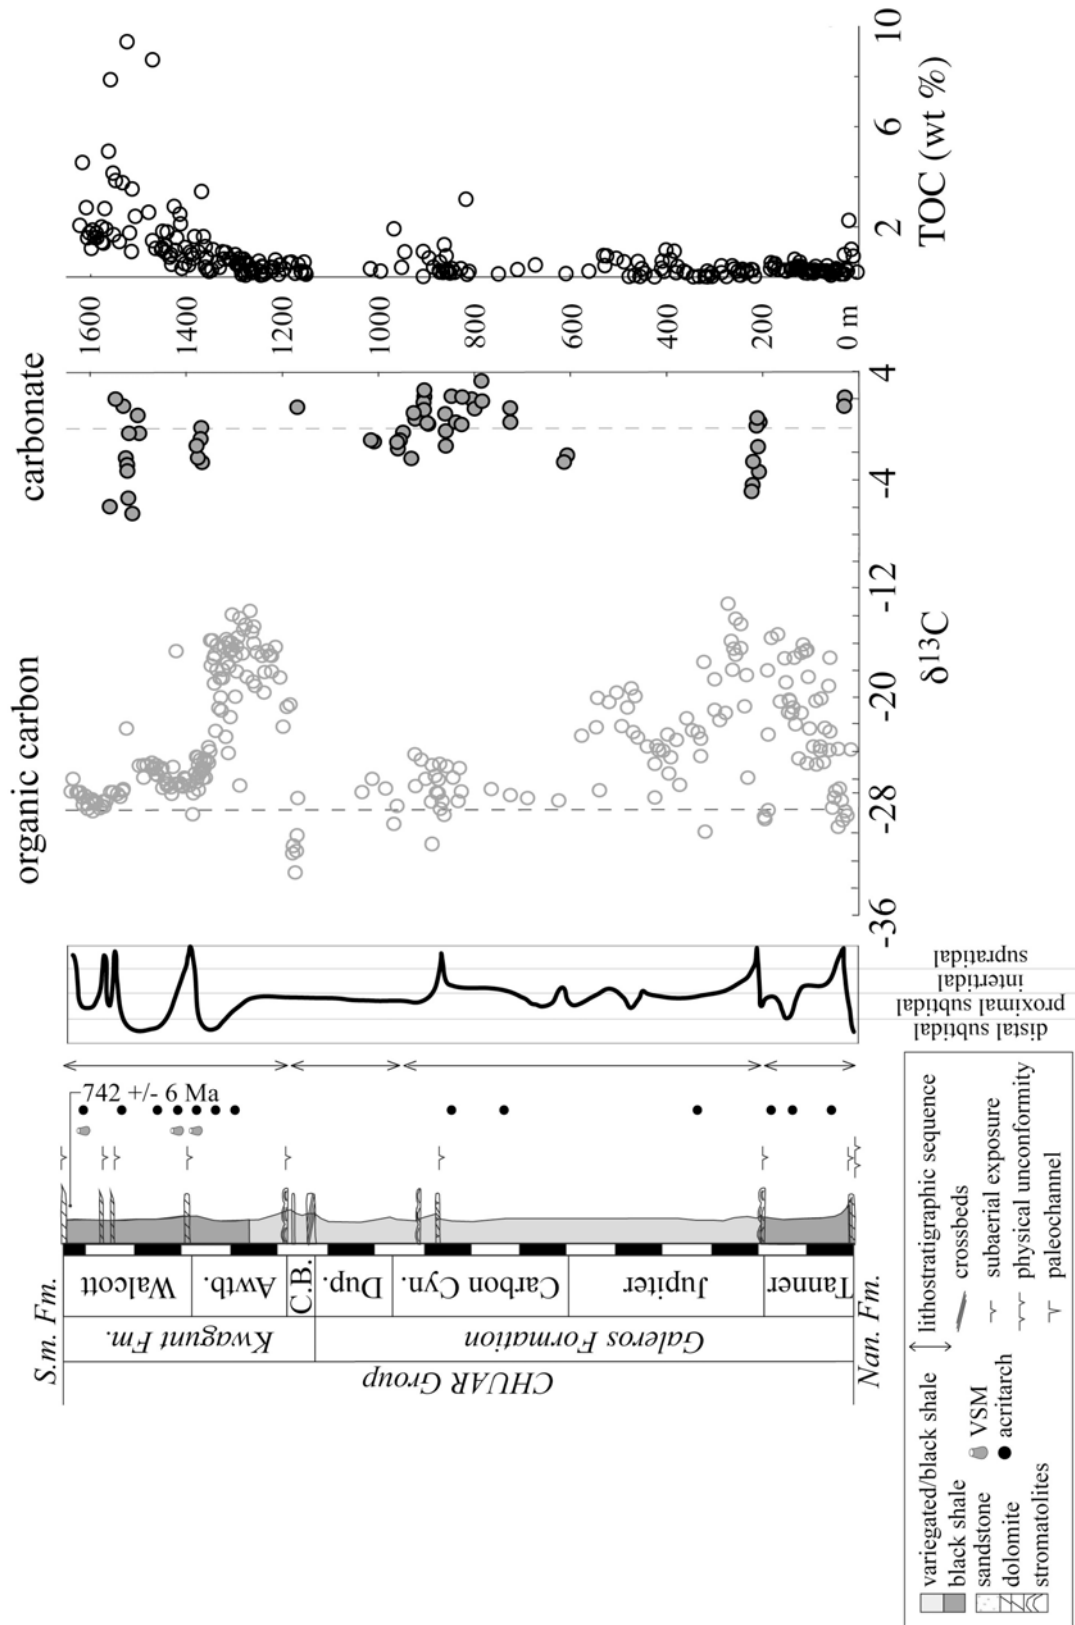 carbonate
organic carbon
10
6
2
TOC (wt %)
1600
1400
1200
1000
800
600
400
200
0 m
4
-4
-12
-20
-28
-36
δ13C
supratidal
intertidal
proximal subtidal
distal subtidal
742 +/- 6 Ma
S.m. Fm.
Walcott
Awtb.
C.B.
Dup.
Carbon Cyn.
Jupiter
Tanner
Kwagunt Fm.
Galeros Formation
CHUAR Group
Nan. Fm.
variegated/black shale
black shale
sandstone
dolomite
stromatolites
VSM
acritarch
lithostratigraphic sequence
crossbeds
subaerial exposure
physical unconformity
paleochannel